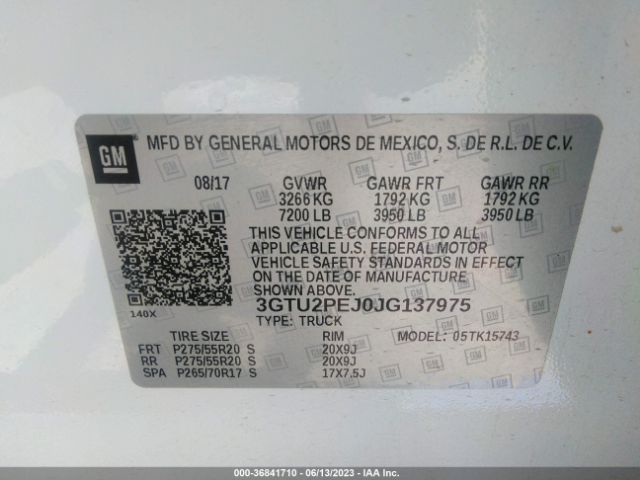 GM MFD BY GENERAL MOTORS DE MEXICO, S. DE R.L. DE C.V.
08/17 GVWR GAWR FRT GAWR RR
3266 KG 1792 KG 1792 KG
7200 LB 3950 LB 3950 LB
THIS VEHICLE CONFORMS TO ALL
APPLICABLE U.S. FEDERAL MOTOR
VEHICLE SAFETY STANDARDS IN EFFECT
ON THE DATE OF MANUFACTURE
SHOWN ABOVE.
148X 3GTU2PEJ0JG137975
TYPE: TRUCK
TIRE SIZE RIM MODEL: 05TK15743
FRT P275/55R20 S 20X9J
RR P275/55R20 S 20X9J
SPA P265/70R17 S 17X7.5J
000-36841710 - 06/13/2023 - IAA Inc.